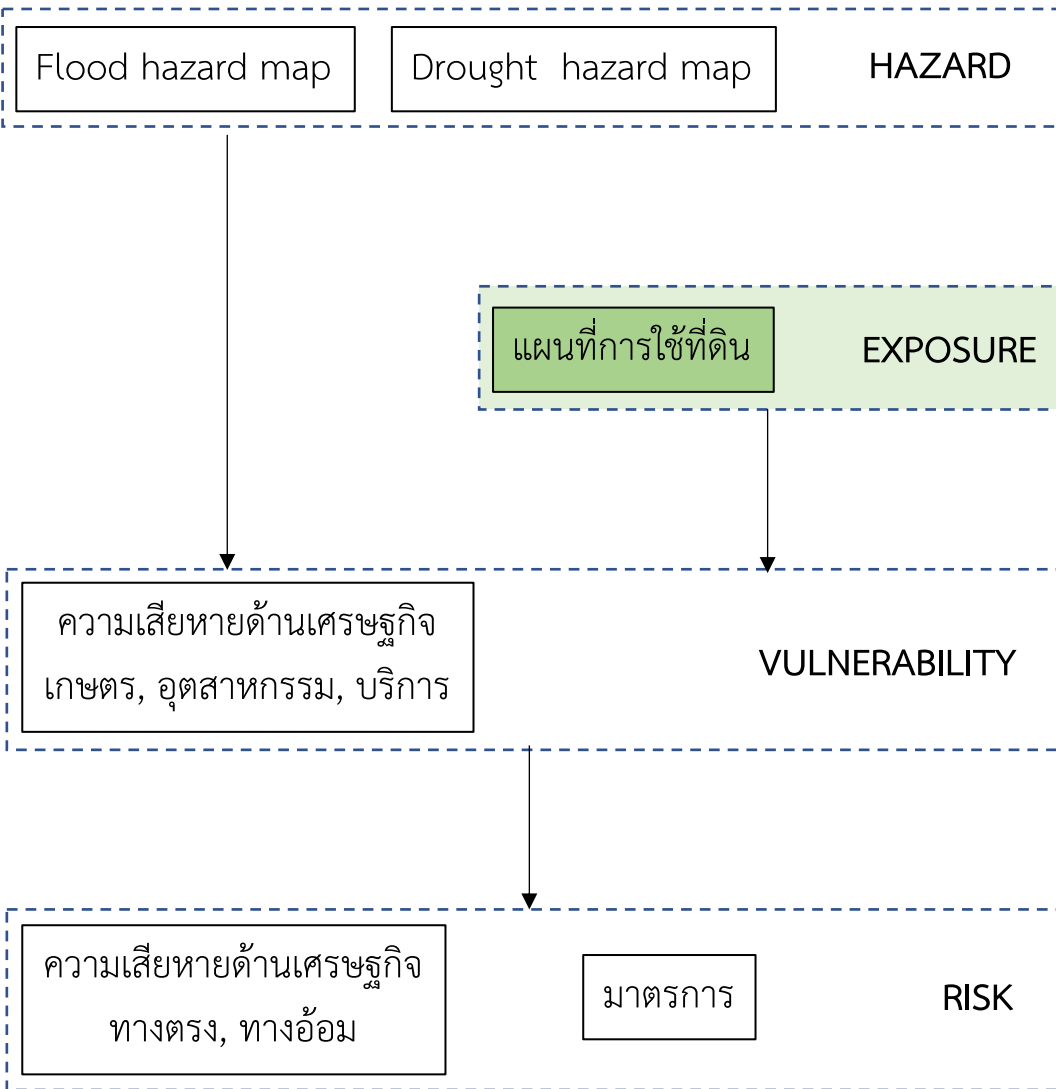 Flood hazard map
Drought hazard map
HAZARD
แผนที่การใช้ที่ดิน
EXPOSURE
ความเสียหายด้านเศรษฐกิจ
เกษตร, อุตสาหกรรม, บริการ
VULNERABILITY
ความเสียหายด้านเศรษฐกิจ
ทางตรง, ทางอ้อม
มาตรการ
RISK